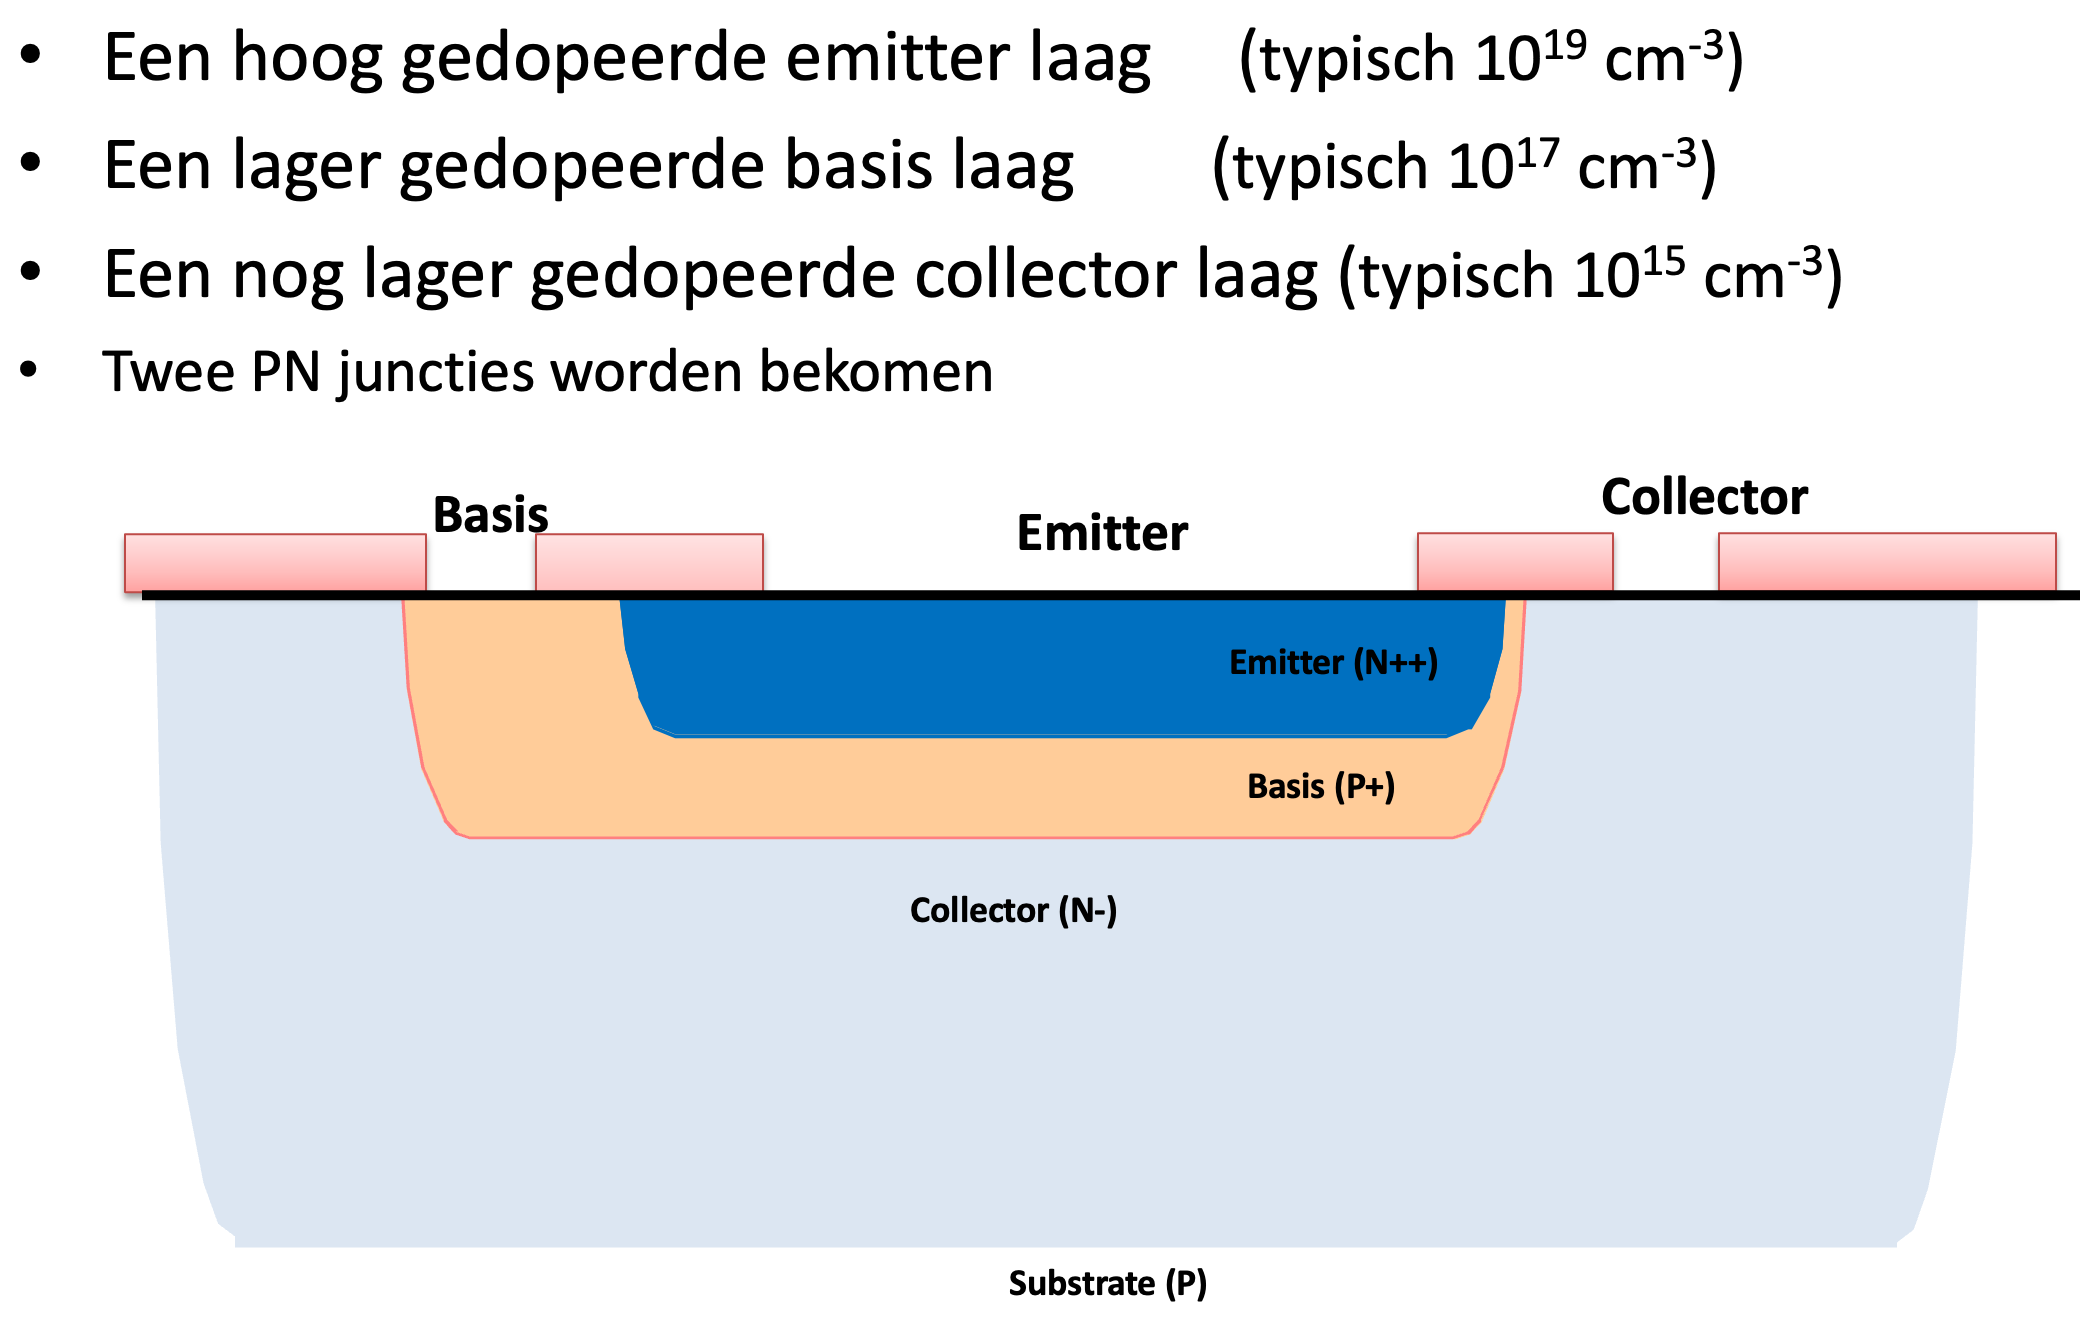 • Een hoog gedopeerde emitter laag (typisch 10¹⁹ cm⁻³)
• Een lager gedopeerde basis laag (typisch 10¹⁷ cm⁻³)
• Een nog lager gedopeerde collector laag (typisch 10¹⁵ cm⁻³)
• Twee PN juncties worden bekomen
Basis
Emitter
Collector
Emitter (N++)
Basis (P+)
Collector (N-)
Substrate (P)